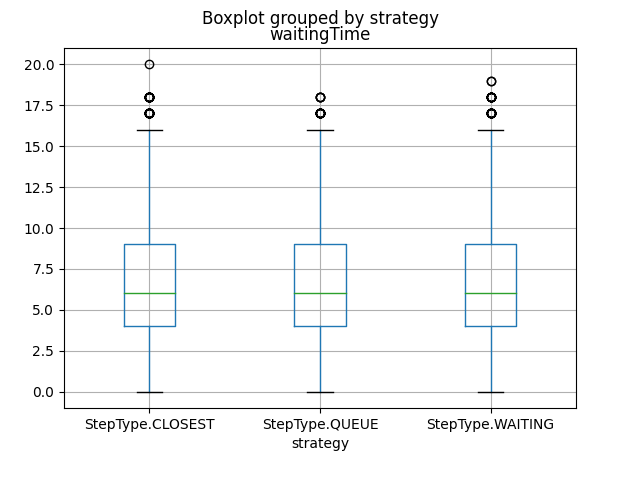 Boxplot grouped by strategy
waitingTime
20.0
17.5
15.0
12.5
10.0
7.5
5.0
2.5
0.0
StepType.CLOSEST StepType.QUEUE StepType.WAITING
strategy